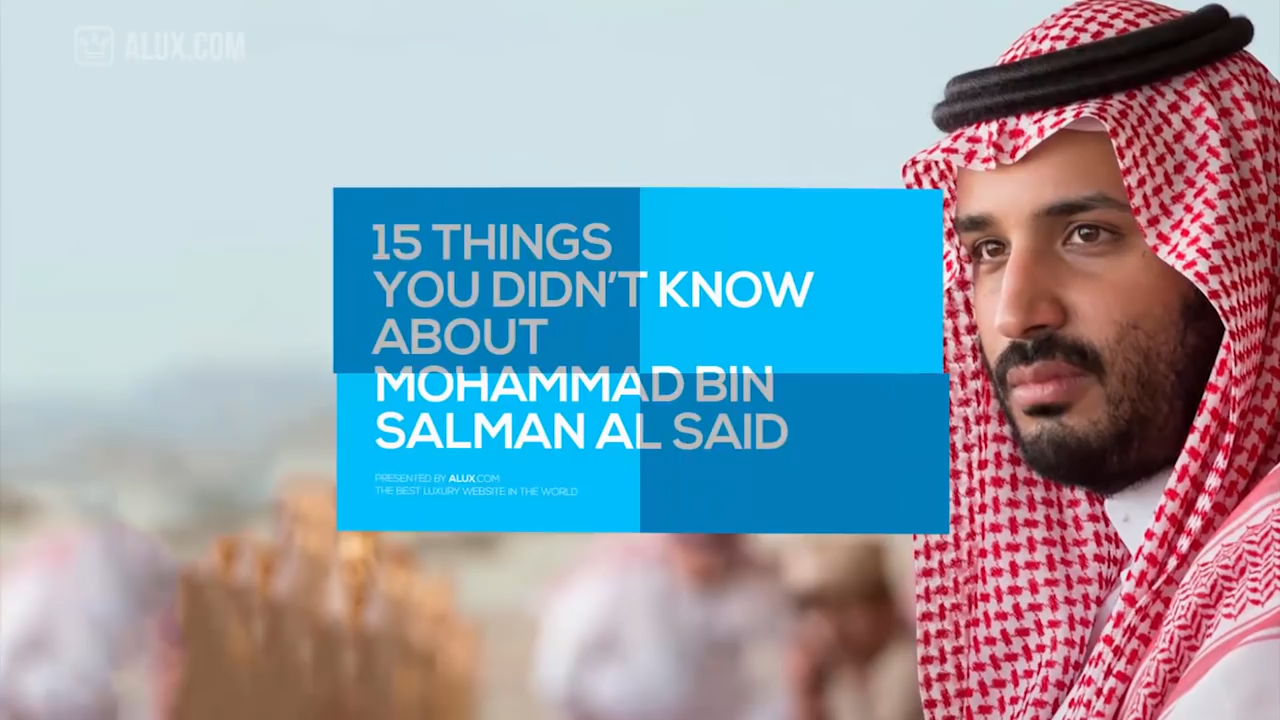 ALUX.COM
15 THINGS
YOU DIDN'T KNOW
ABOUT
MOHAMMAD BIN
SALMAN AL SAID
PRESENTED BY ALUX.COM
THE BEST LUXURY WEBSITE IN THE WORLD